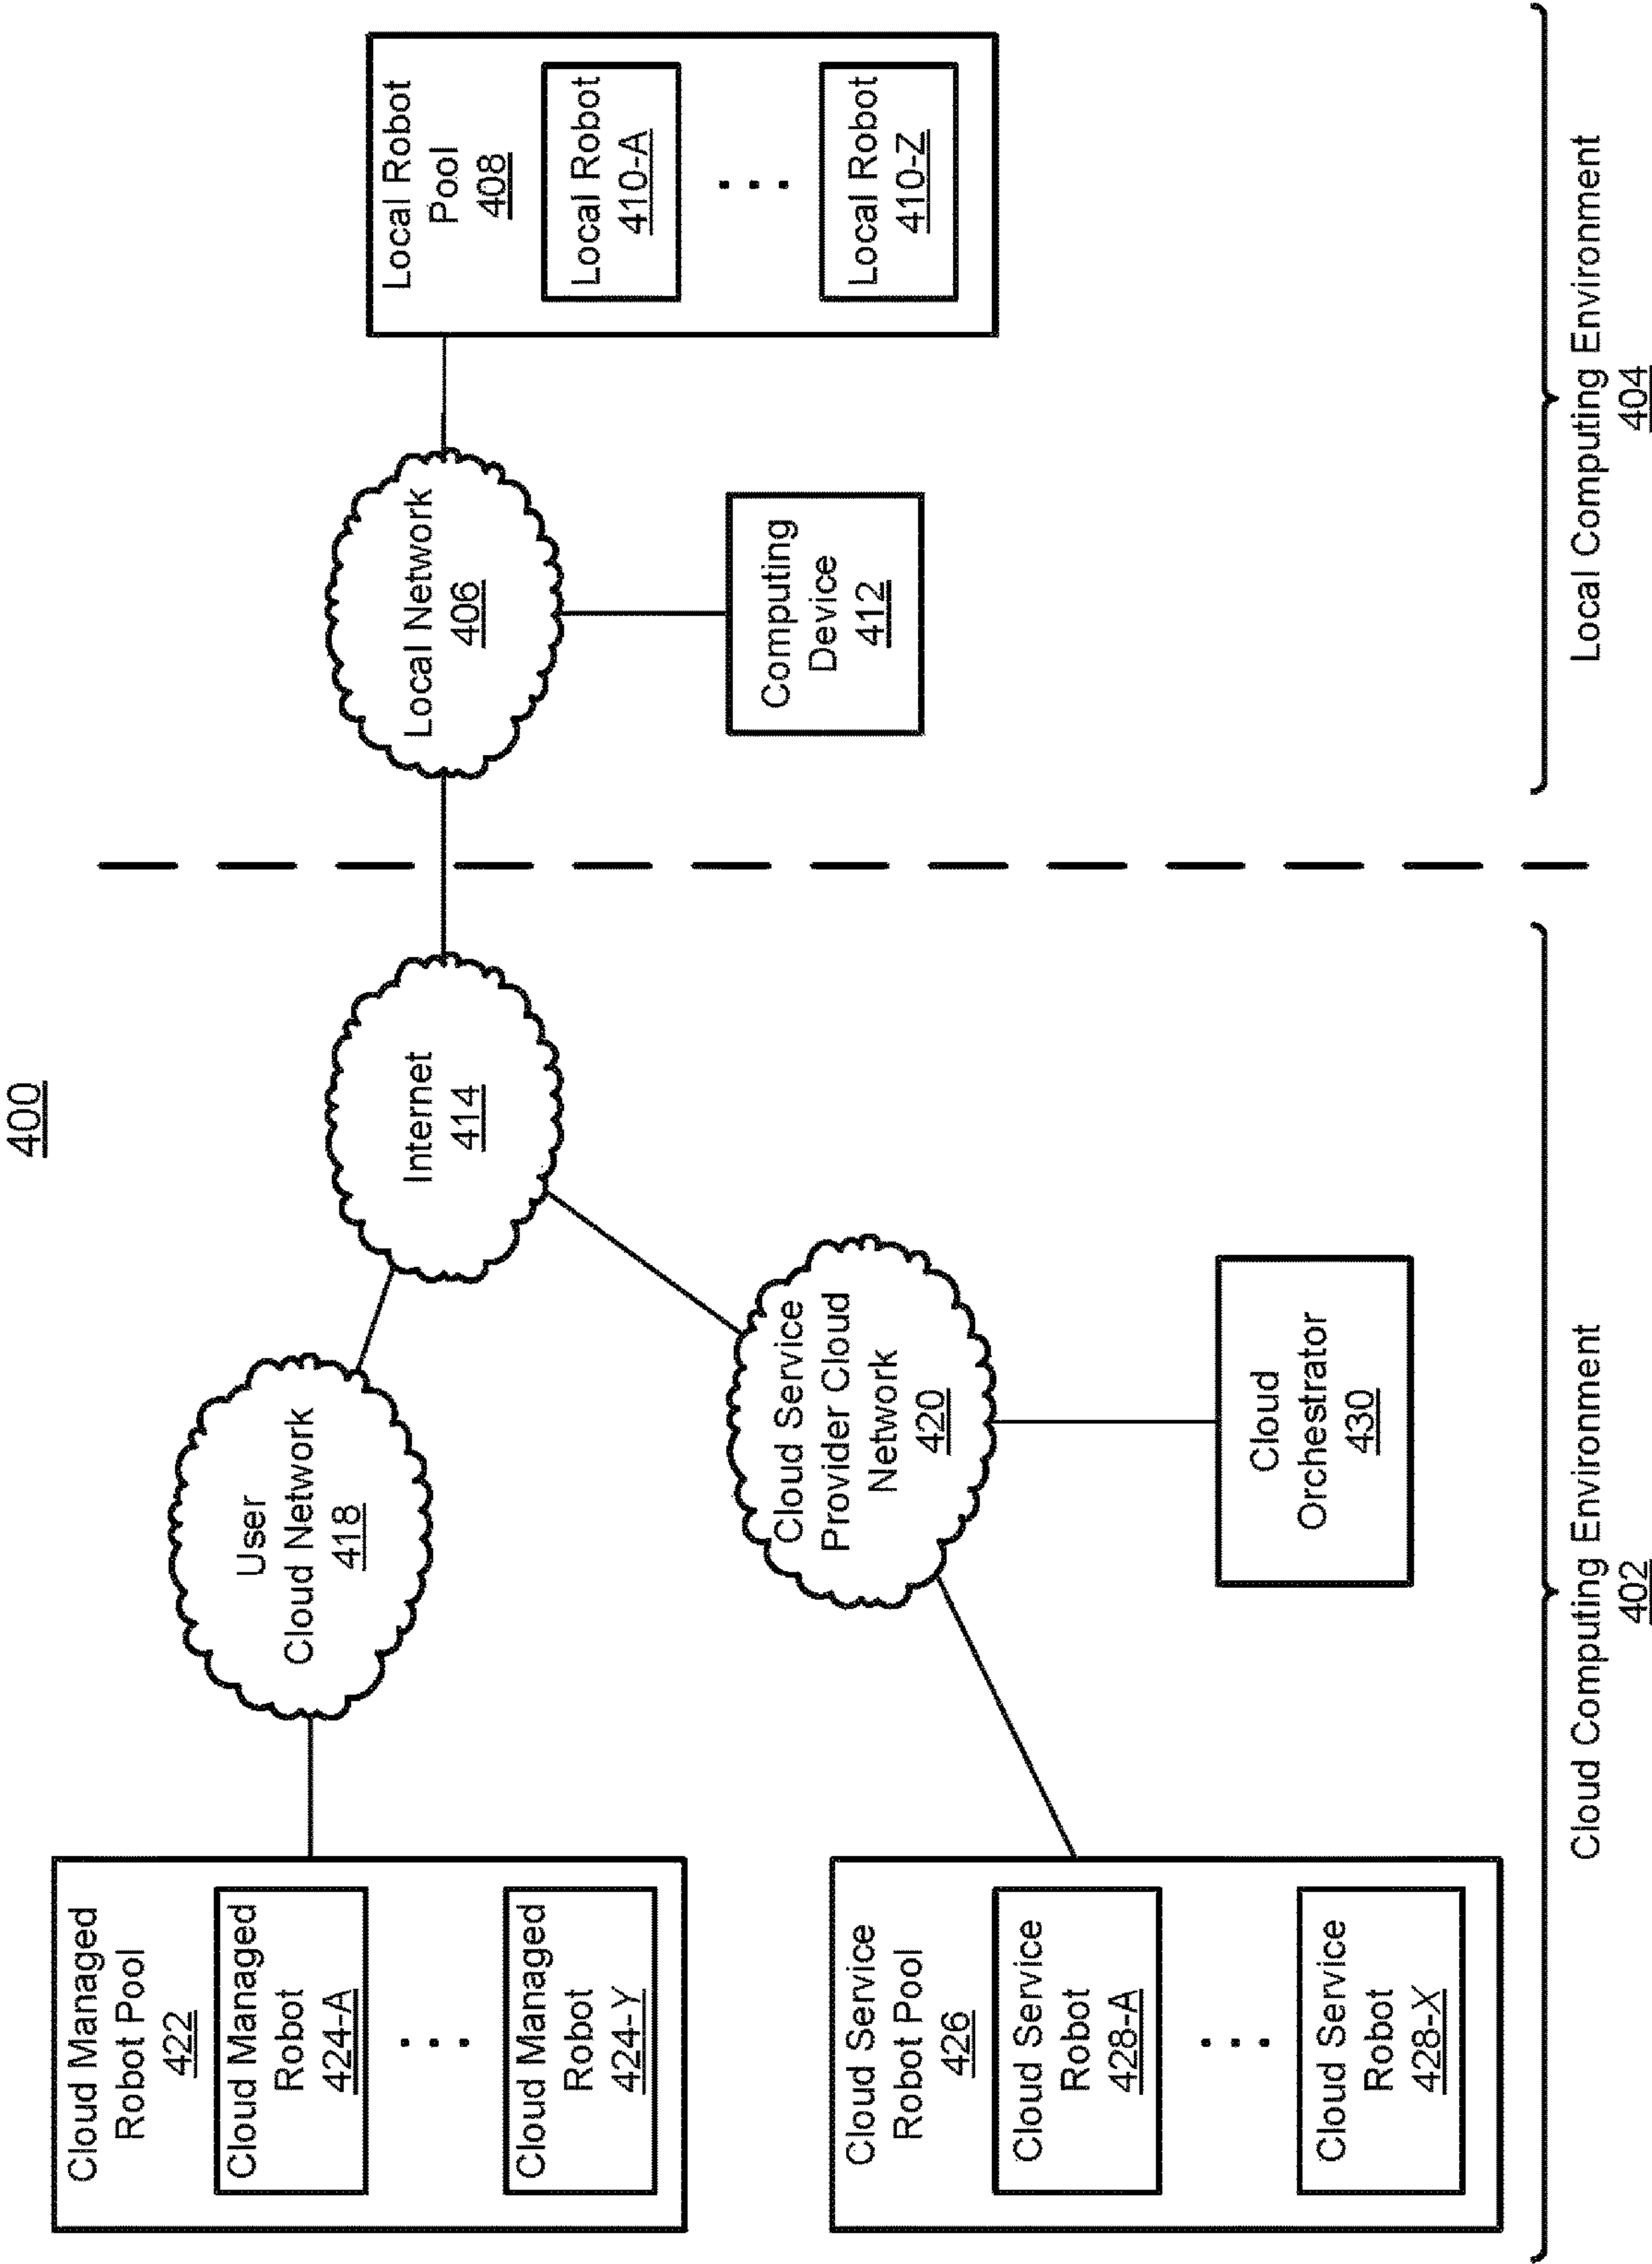 400
Cloud Managed
Robot Pool
422
Cloud Managed
Robot
424-A
...
Cloud Managed
Robot
424-Y
User
Cloud Network
418
Internet
414
Local Network
406
Local Robot
Pool
408
Local Robot
410-A
...
Local Robot
410-Z
Computing
Device
412
Cloud Service
Provider Cloud
Network
420
Cloud Service
Robot Pool
426
Cloud Service
Robot
428-A
...
Cloud Service
Robot
428-X
Cloud
Orchestrator
430
Cloud Computing Environment
402
Local Computing Environment
404